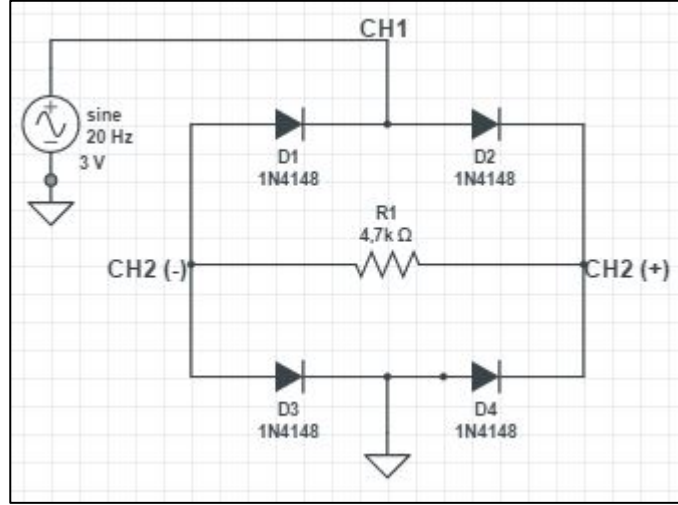 CH1
sine
20 Hz
3 V
D1
1N4148
D2
1N4148
R1
4,7k Ω
CH2 (-)
CH2 (+)
D3
1N4148
D4
1N4148